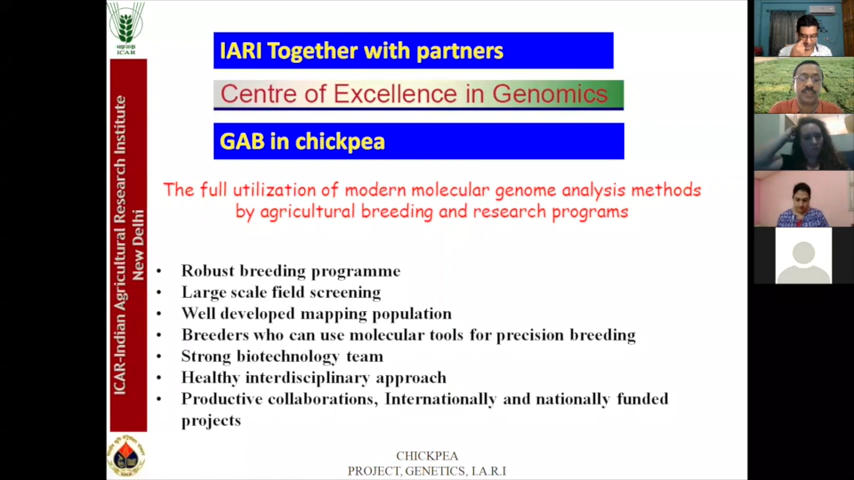 भाकृअनुप
ICAR
ICAR-Indian Agricultural Research Institute
New Delhi
IARI Together with partners
Centre of Excellence in Genomics
GAB in chickpea
The full utilization of modern molecular genome analysis methods
by agricultural breeding and research programs
• Robust breeding programme
• Large scale field screening
• Well developed mapping population
• Breeders who can use molecular tools for precision breeding
• Strong biotechnology team
• Healthy interdisciplinary approach
• Productive collaborations, Internationally and nationally funded
projects
CHICKPEA
PROJECT, GENETICS, I.A.R.I